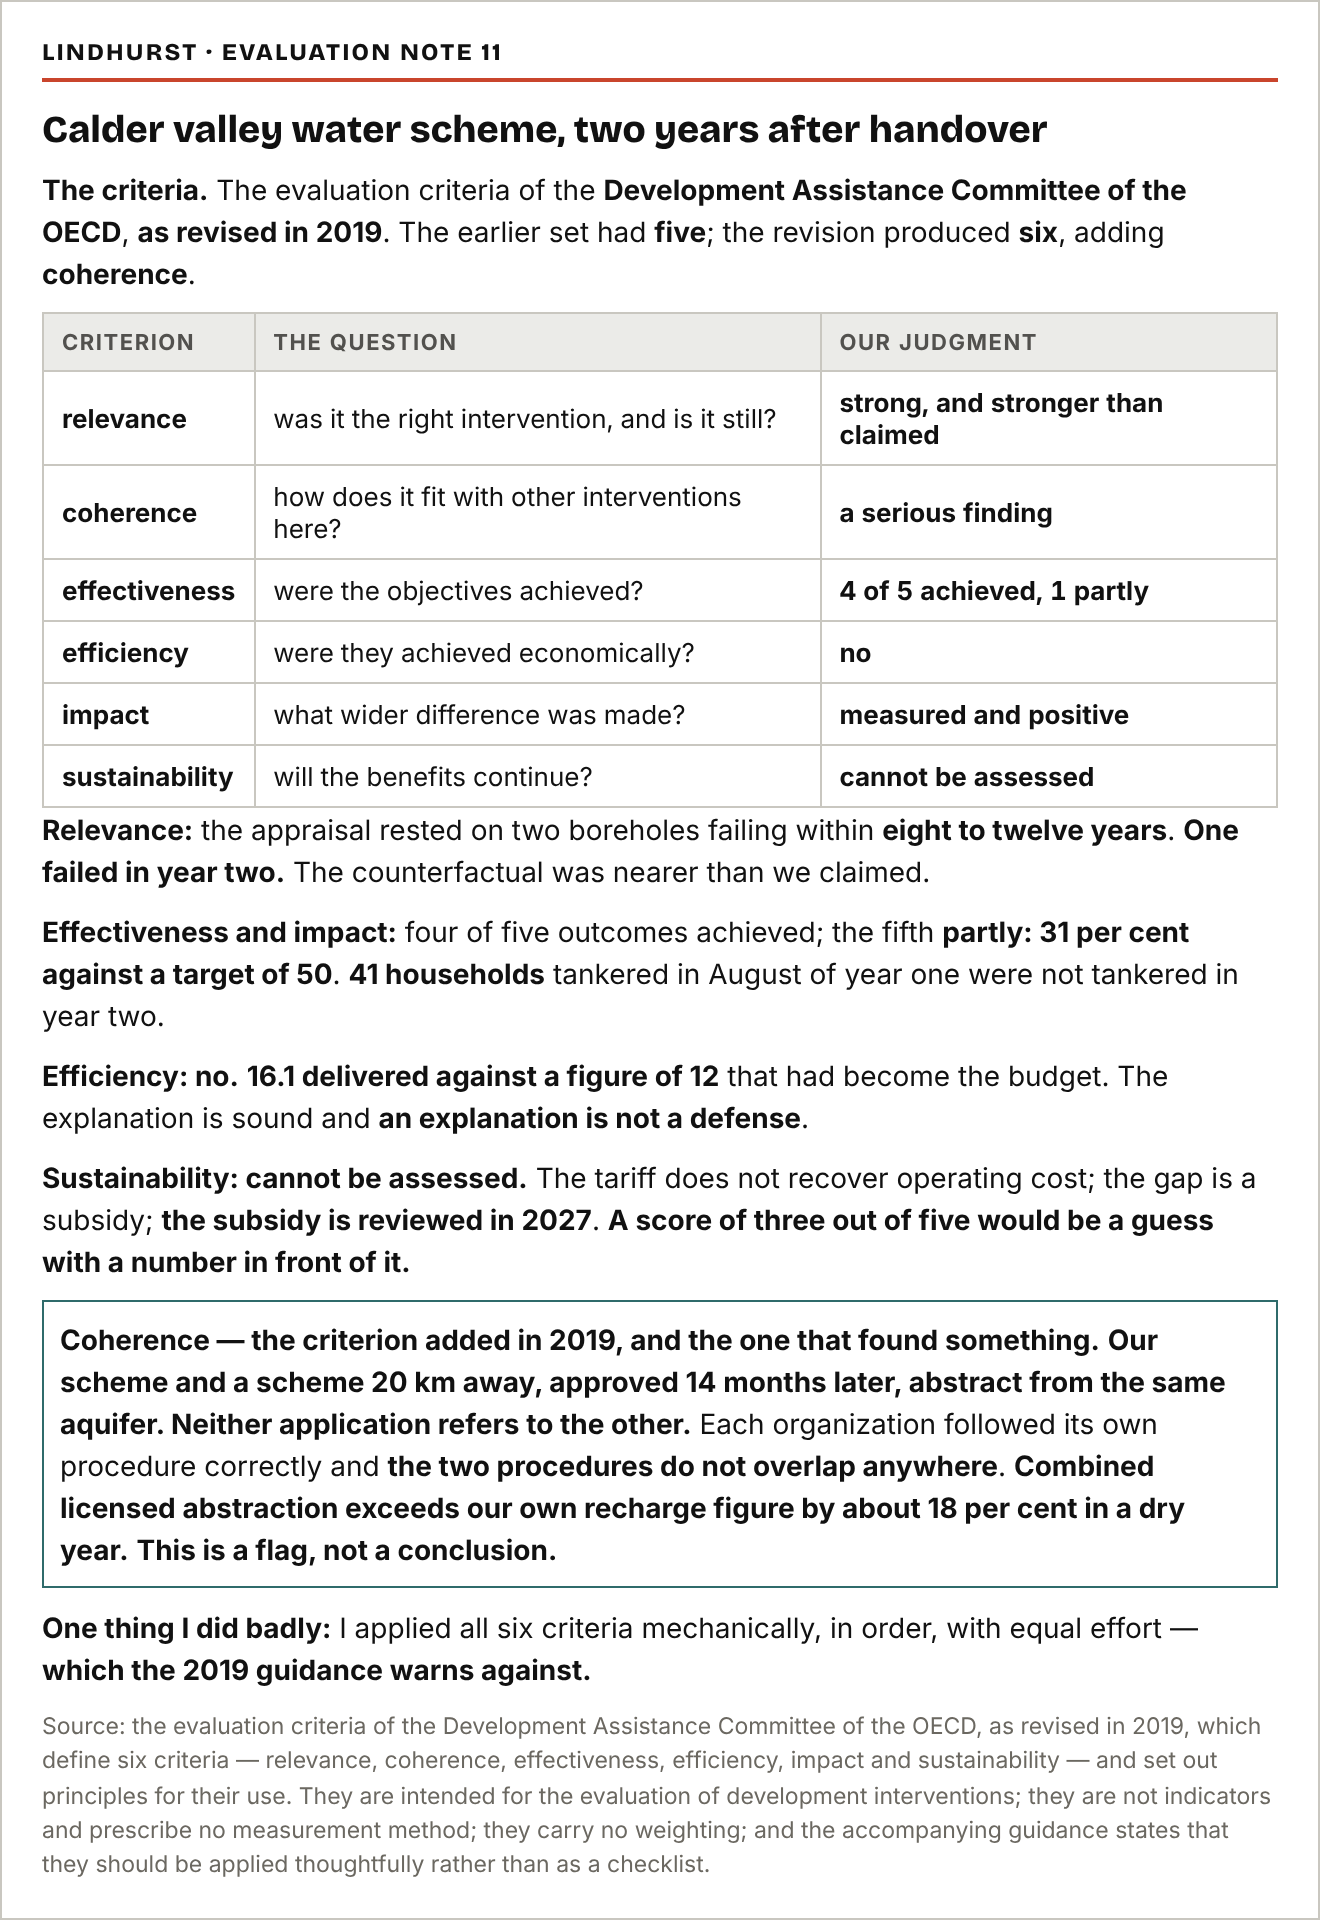 LINDHURST · EVALUATION NOTE 11
Calder valley water scheme, two years after handover
The criteria. The evaluation criteria of the Development Assistance Committee of the
OECD, as revised in 2019. The earlier set had five; the revision produced six, adding
coherence.
CRITERION THE QUESTION OUR JUDGMENT
relevance was it the right intervention, and is it still? strong, and stronger than
claimed
coherence how does it fit with other interventions
here? a serious finding
effectiveness were the objectives achieved? 4 of 5 achieved, 1 partly
efficiency were they achieved economically? no
impact what wider difference was made? measured and positive
sustainability will the benefits continue? cannot be assessed
Relevance: the appraisal rested on two boreholes failing within eight to twelve years. One
failed in year two. The counterfactual was nearer than we claimed.
Effectiveness and impact: four of five outcomes achieved; the fifth partly: 31 per cent
against a target of 50. 41 households tankered in August of year one were not tankered in
year two.
Efficiency: no. 16.1 delivered against a figure of 12 that had become the budget. The
explanation is sound and an explanation is not a defense.
Sustainability: cannot be assessed. The tariff does not recover operating cost; the gap is a
subsidy; the subsidy is reviewed in 2027. A score of three out of five would be a guess
with a number in front of it.
Coherence — the criterion added in 2019, and the one that found something. Our
scheme and a scheme 20 km away, approved 14 months later, abstract from the same
aquifer. Neither application refers to the other. Each organization followed its own
procedure correctly and the two procedures do not overlap anywhere. Combined
licensed abstraction exceeds our own recharge figure by about 18 per cent in a dry
year. This is a flag, not a conclusion.
One thing I did badly: I applied all six criteria mechanically, in order, with equal effort —
which the 2019 guidance warns against.
Source: the evaluation criteria of the Development Assistance Committee of the OECD, as revised in 2019, which
define six criteria — relevance, coherence, effectiveness, efficiency, impact and sustainability — and set out
principles for their use. They are intended for the evaluation of development interventions; they are not indicators
and prescribe no measurement method; they carry no weighting; and the accompanying guidance states that
they should be applied thoughtfully rather than as a checklist.